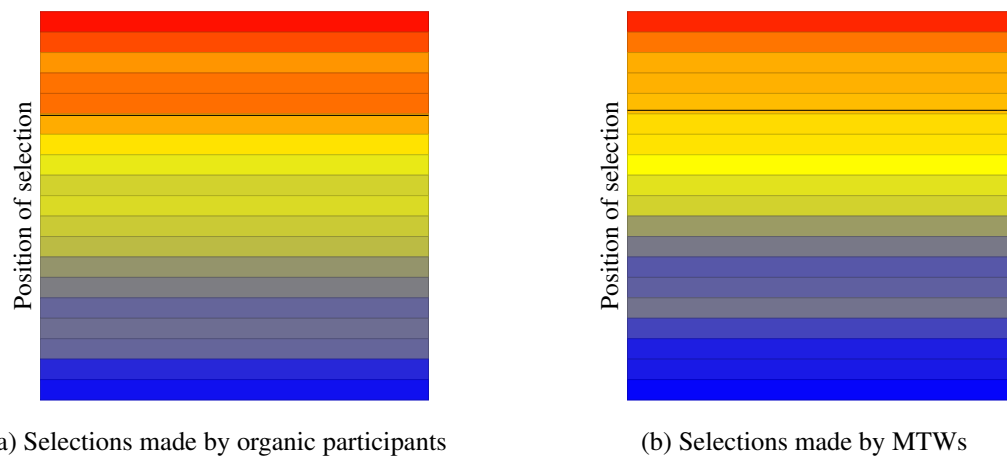 Position of selection
Position of selection
a) Selections made by organic participants
(b) Selections made by MTWs